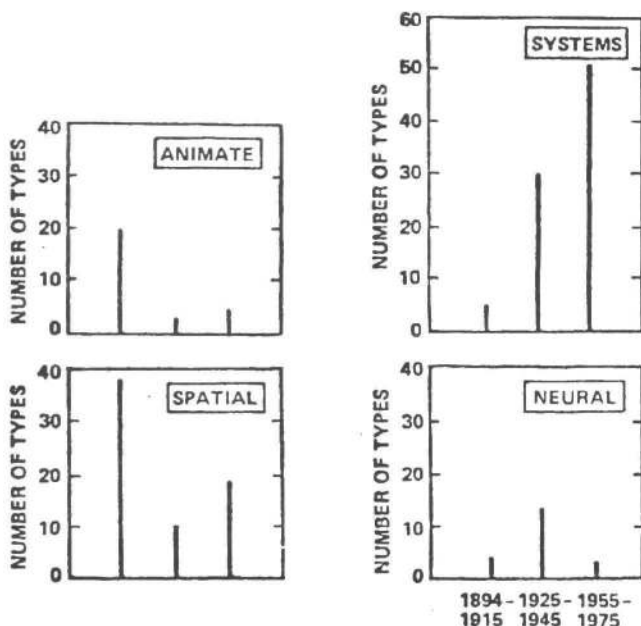 NUMBER OF TYPES
40
30
20
10
0
ANIMATE
NUMBER OF TYPES
60
50
40
30
20
10
0
SYSTEMS
NUMBER OF TYPES
40
30
20
10
0
SPATIAL
NUMBER OF TYPES
40
30
20
10
0
NEURAL
1894 - 1925 - 1955 -
1915 1945 1975